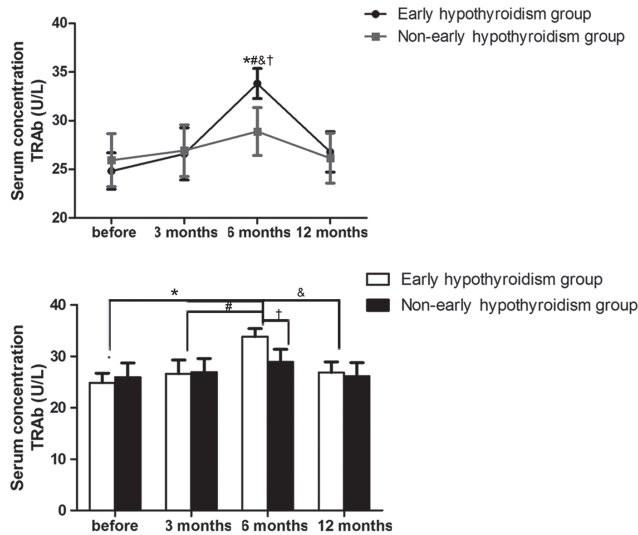 Early hypothyroidism group
Non-early hypothyroidism group
40
35
30
25
20
Serum concentration
TRAb (U/L)
*#&†
before
3 months
6 months
12 months
Early hypothyroidism group
Non-early hypothyroidism group
40
30
20
10
0
Serum concentration
TRAb (U/L)
*
&
#
†
before
3 months
6 months
12 months